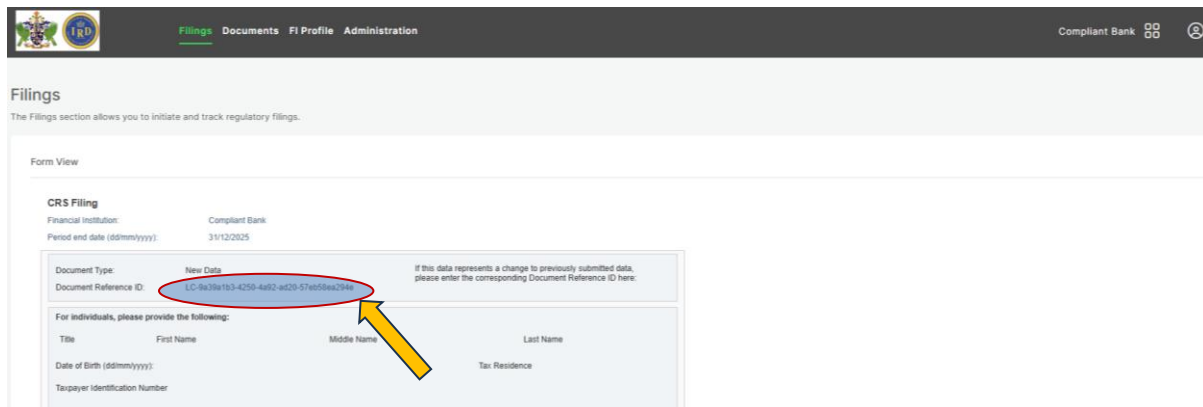 IRD
Filings Documents FI Profile Administration
Compliant Bank
Filings
The Filings section allows you to initiate and track regulatory filings.
Form View
CRS Filing
Financial Institution: Compliant Bank
Period end date (dd/mm/yyyy): 31/12/2025
Document Type: New Data
If this data represents a change to previously submitted data,
please enter the corresponding Document Reference ID here:
Document Reference ID: LC-9a39a1b3-4250-4a92-ad20-57eb58ea294e
For individuals, please provide the following:
Title First Name Middle Name Last Name
Date of Birth (dd/mm/yyyy): Tax Residence
Taxpayer Identification Number